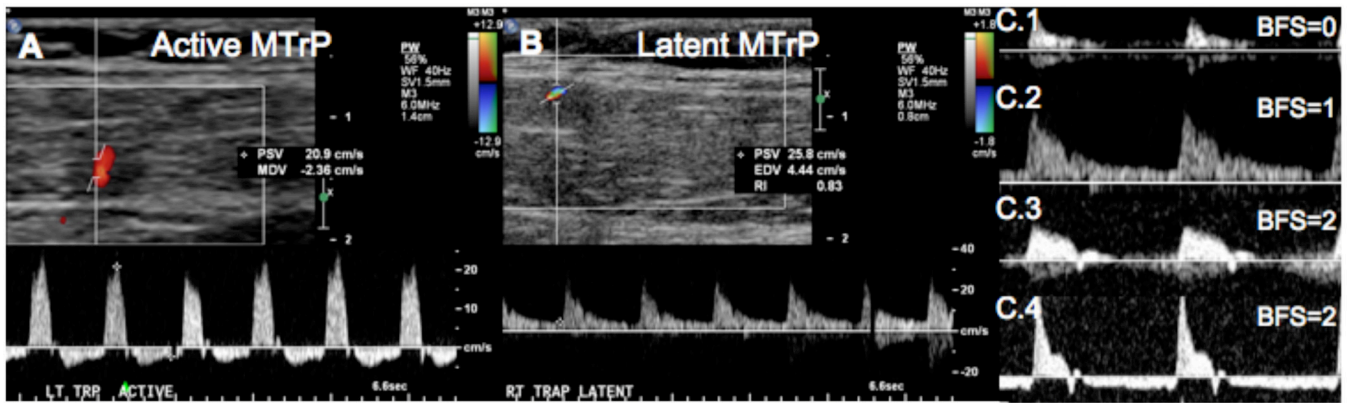 A
Active MTrP
M3 M3
+12.9
PW
56%
WF 40Hz
SV1.5mm
M3
6.0MHz
1.4cm
-12.9
cm/s
1
PSV 20.9 cm/s
MDV -2.36 cm/s
x
2
20
10
cm/s
LT TRP ACTIVE
6.6sec
B
Latent MTrP
M3 M3
+1.8
PW
56%
WF 40Hz
SV1.5mm
M3
6.0MHz
0.8cm
-1.8
cm/s
x
1
PSV 25.8 cm/s
EDV 4.44 cm/s
RI 0.83
2
-40
-20
cm/s
-20
RT TRAP LATENT
6.6sec
C.1
BFS=0
C.2
BFS=1
C.3
BFS=2
C.4
BFS=2